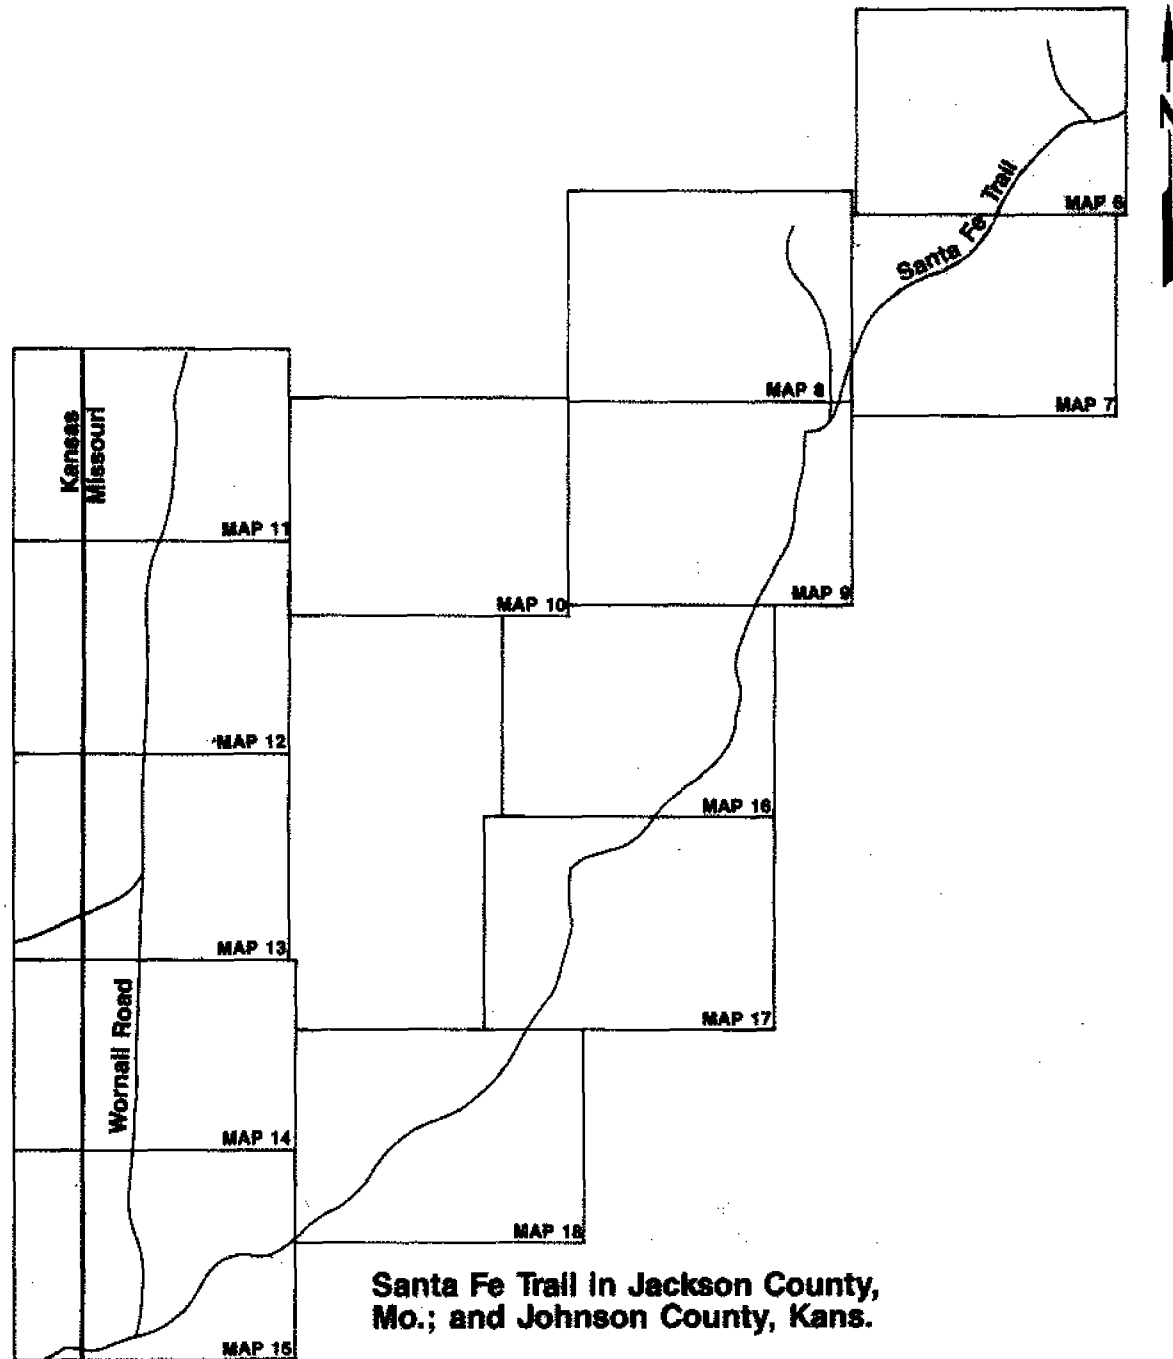 N
MAP 6
Santa Fe Trail
MAP 8
MAP 7
Kansas
Missouri
MAP 11
MAP 10
MAP 9
MAP 12
MAP 16
MAP 13
Wornall Road
MAP 17
MAP 14
MAP 18
MAP 15
Santa Fe Trail in Jackson County,
Mo.; and Johnson County, Kans.